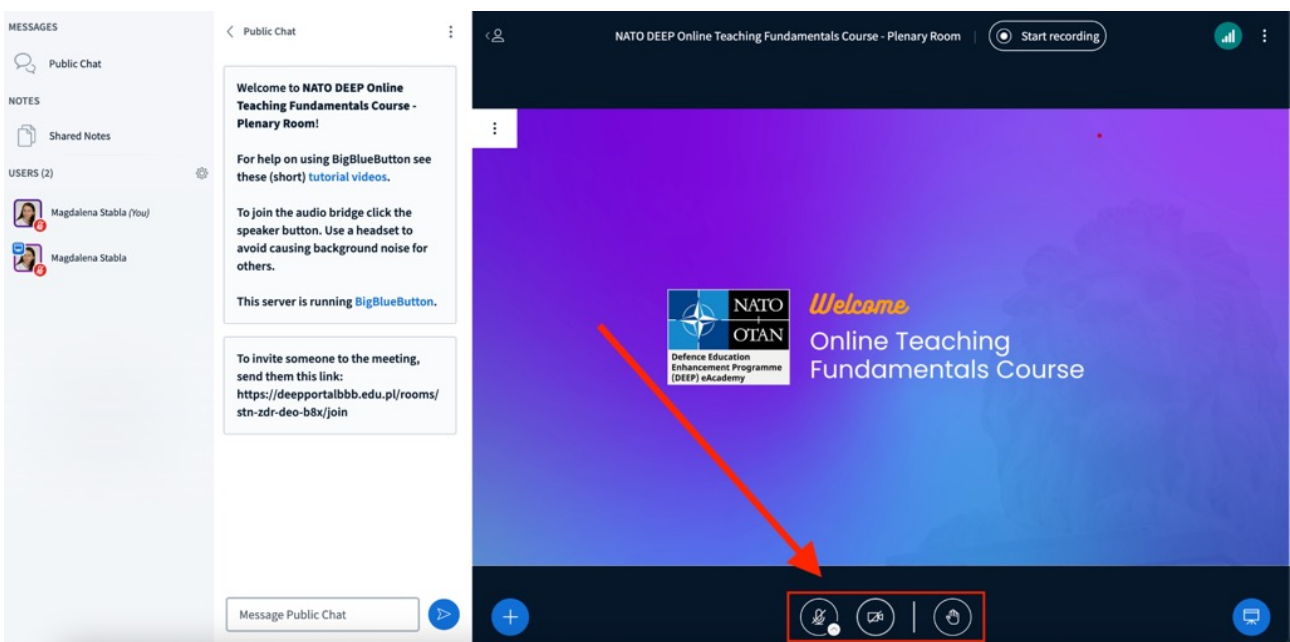 MESSAGES
Public Chat
NOTES
Shared Notes
USERS (2)
Magdalena Stabla (You)
Magdalena Stabla
Public Chat
Welcome to NATO DEEP Online
Teaching Fundamentals Course -
Plenary Room!
For help on using BigBlueButton see
these (short) tutorial videos.
To join the audio bridge click the
speaker button. Use a headset to
avoid causing background noise for
others.
This server is running BigBlueButton.
To invite someone to the meeting,
send them this link:
https://deepportalbbb.edu.pl/rooms/
stn-zdr-deo-b8x/join
Message Public Chat
NATO DEEP Online Teaching Fundamentals Course - Plenary Room
Start recording
NATO
OTAN
Defence Education
Enhancement Programme
(DEEP) eAcademy
Welcome
Online Teaching
Fundamentals Course